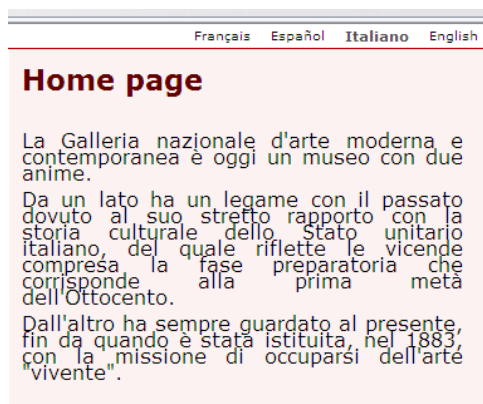 Français Español Italiano English
Home page
La Galleria nazionale d'arte moderna e
contemporanea è oggi un museo con due
anime.
Da un lato ha un legame con il passato
dovuto al suo stretto rapporto con la
storia culturale dello Stato unitario
italiano, del quale riflette le vicende
compresa la fase preparatoria che
corrisponde alla prima metà
dell'Ottocento.
Dall'altro ha sempre guardato al presente,
fin da quando è stata istituita, nel 1883,
con la missione di occuparsi dell'arte
"vivente".